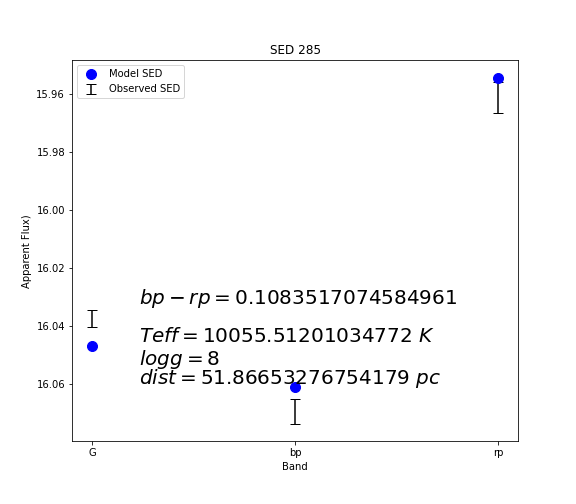 SED 285
Model SED
Observed SED
15.96
15.98
16.00
16.02
16.04
16.06
Apparent Flux)
bp − rp = 0.1083517074584961
Teff = 10055.51201034772 K
logg = 8
dist = 51.86653276754179 pc
G
bp
rp
Band